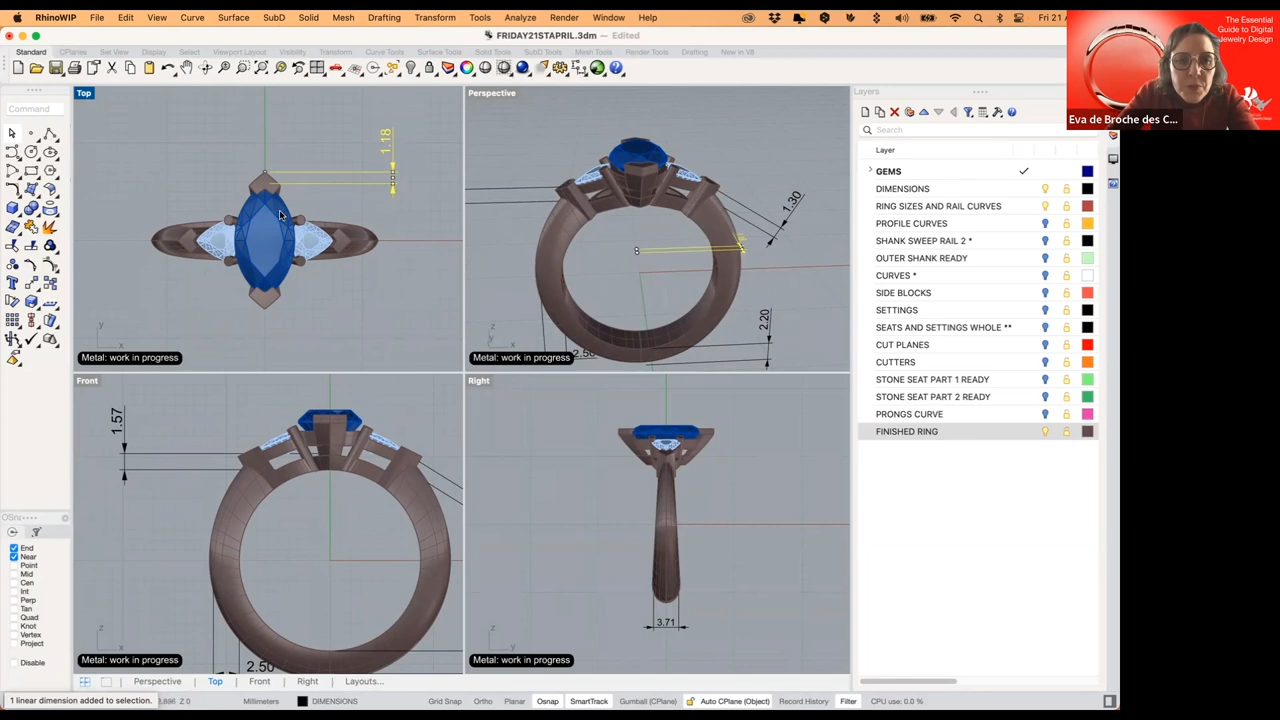 RhinoWIP File Edit View Curve Surface SubD Solid Mesh Drafting Transform Tools Analyze Render Window Help
Fri 21
FRIDAY21STAPRIL.3dm — Edited
Standard CPlanes Set View Display Select Viewport Layout Visibility Transform Curve Tools Surface Tools Solid Tools SubD Tools Mesh Tools Render Tools Drafting New in V8
The Essential
Guide to Digital
Jewelry Design
Eva de Broche des C...
Command
Top
1.18
Metal: work in progress
Perspective
1.30
2.20
2.50
Metal: work in progress
Front
1.57
2.50
Metal: work in progress
Right
3.71
Metal: work in progress
x
y
z
x
y
z
x
z
y
Layers
Search
Layer
GEMS
DIMENSIONS
RING SIZES AND RAIL CURVES
PROFILE CURVES
SHANK SWEEP RAIL 2 *
OUTER SHANK READY
CURVES *
SIDE BLOCKS
SETTINGS
SEATS AND SETTINGS WHOLE **
CUT PLANES
CUTTERS
STONE SEAT PART 1 READY
STONE SEAT PART 2 READY
PRONGS CURVE
FINISHED RING
End
Near
Point
Mid
Cen
Int
Perp
Tan
Quad
Knot
Vertex
Project
Disable
Perspective Top Front Right Layouts...
1 linear dimension added to selection.
Z 0 Millimeters DIMENSIONS Grid Snap Ortho Planar Osnap SmartTrack Gumball (CPlane) Auto CPlane (Object) Record History Filter CPU use: 0.0 %